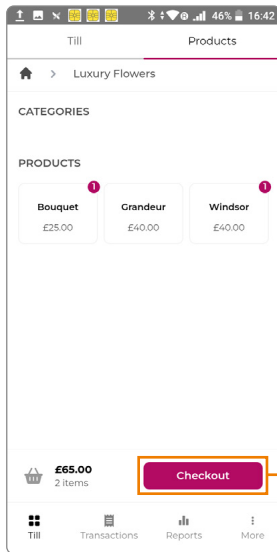 46% 16:42
Till Products
Luxury Flowers
CATEGORIES
PRODUCTS
1 1
Bouquet Grandeur Windsor
£25.00 £40.00 £40.00
£65.00
2 items
Checkout
Till Transactions Reports More